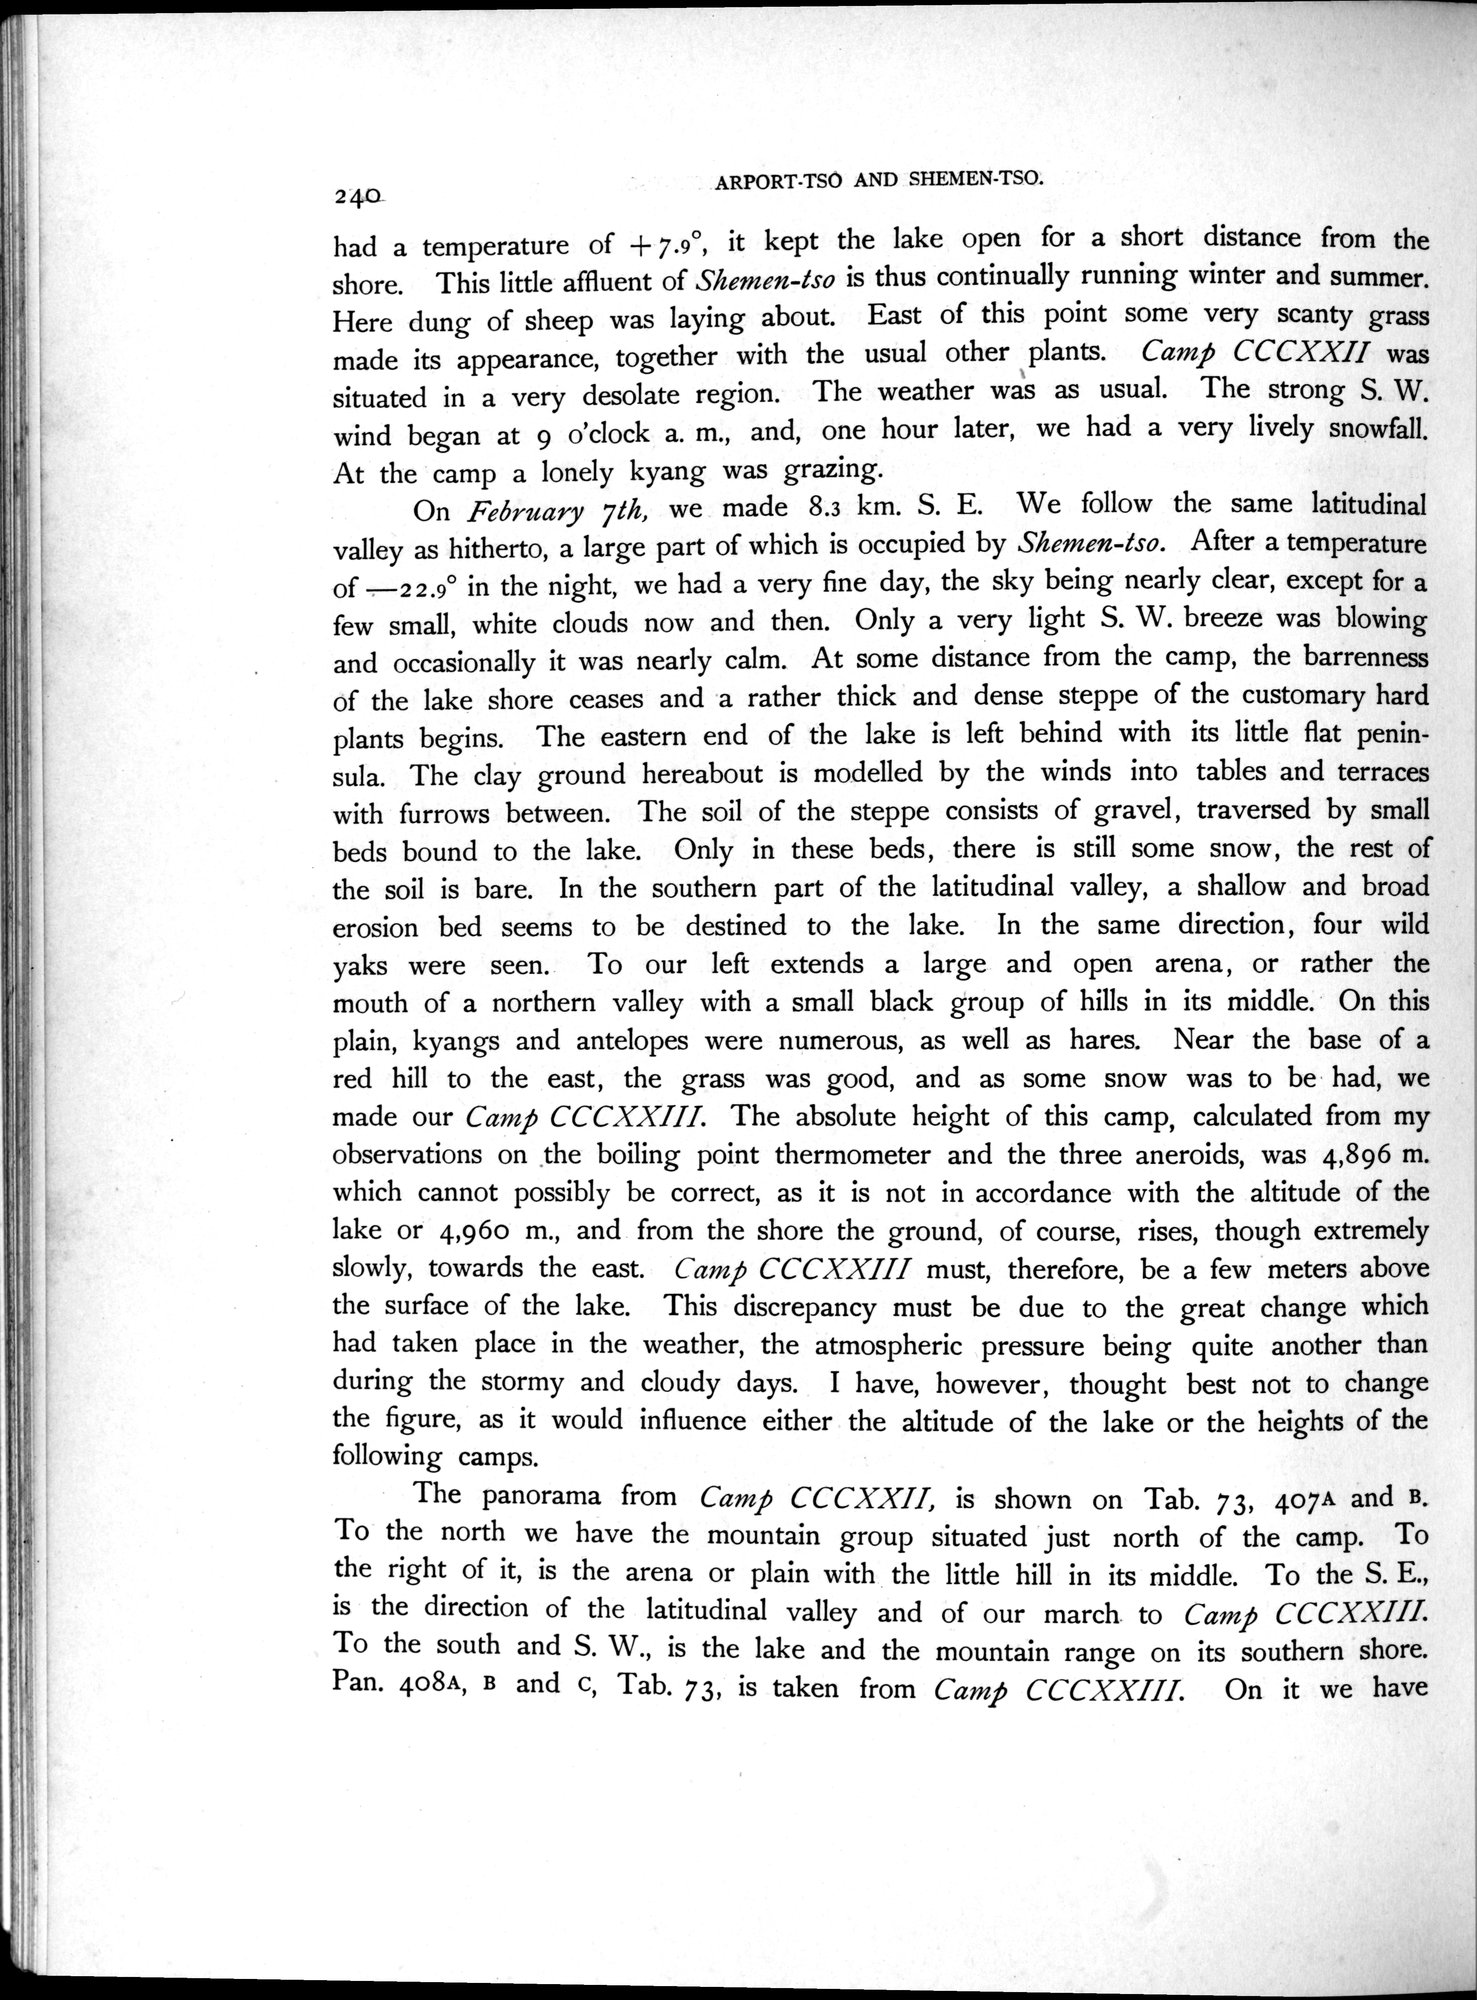 240
ARPORT-TSO AND SHEMEN-TSO.
had a temperature of +7.9°, it kept the lake open for a short distance from the
shore. This little affluent of Shemen-tso is thus continually running winter and summer.
Here dung of sheep was laying about. East of this point some very scanty grass
made its appearance, together with the usual other plants. Camp CCCXXII was
situated in a very desolate region. The weather was as usual. The strong S. W.
wind began at 9 o'clock a. m., and, one hour later, we had a very lively snowfall.
At the camp a lonely kyang was grazing.
On February 7th, we made 8.3 km. S. E. We follow the same latitudinal
valley as hitherto, a large part of which is occupied by Shemen-tso. After a temperature
of —22.9° in the night, we had a very fine day, the sky being nearly clear, except for a
few small, white clouds now and then. Only a very light S. W. breeze was blowing
and occasionally it was nearly calm. At some distance from the camp, the barrenness
of the lake shore ceases and a rather thick and dense steppe of the customary hard
plants begins. The eastern end of the lake is left behind with its little flat penin-
sula. The clay ground hereabout is modelled by the winds into tables and terraces
with furrows between. The soil of the steppe consists of gravel, traversed by small
beds bound to the lake. Only in these beds, there is still some snow, the rest of
the soil is bare. In the southern part of the latitudinal valley, a shallow and broad
erosion bed seems to be destined to the lake. In the same direction, four wild
yaks were seen. To our left extends a large and open arena, or rather the
mouth of a northern valley with a small black group of hills in its middle. On this
plain, kyangs and antelopes were numerous, as well as hares. Near the base of a
red hill to the east, the grass was good, and as some snow was to be had, we
made our Camp CCCXXIII. The absolute height of this camp, calculated from my
observations on the boiling point thermometer and the three aneroids, was 4,896 m.
which cannot possibly be correct, as it is not in accordance with the altitude of the
lake or 4,960 m., and from the shore the ground, of course, rises, though extremely
slowly, towards the east. Camp CCCXXIII must, therefore, be a few meters above
the surface of the lake. This discrepancy must be due to the great change which
had taken place in the weather, the atmospheric pressure being quite another than
during the stormy and cloudy days. I have, however, thought best not to change
the figure, as it would influence either the altitude of the lake or the heights of the
following camps.
The panorama from Camp CCCXXII, is shown on Tab. 73, 407A and B.
To the north we have the mountain group situated just north of the camp. To
the right of it, is the arena or plain with the little hill in its middle. To the S. E.,
is the direction of the latitudinal valley and of our march to Camp CCCXXIII.
To the south and S. W., is the lake and the mountain range on its southern shore.
Pan. 408A, B and C, Tab. 73, is taken from Camp CCCXXIII. On it we have